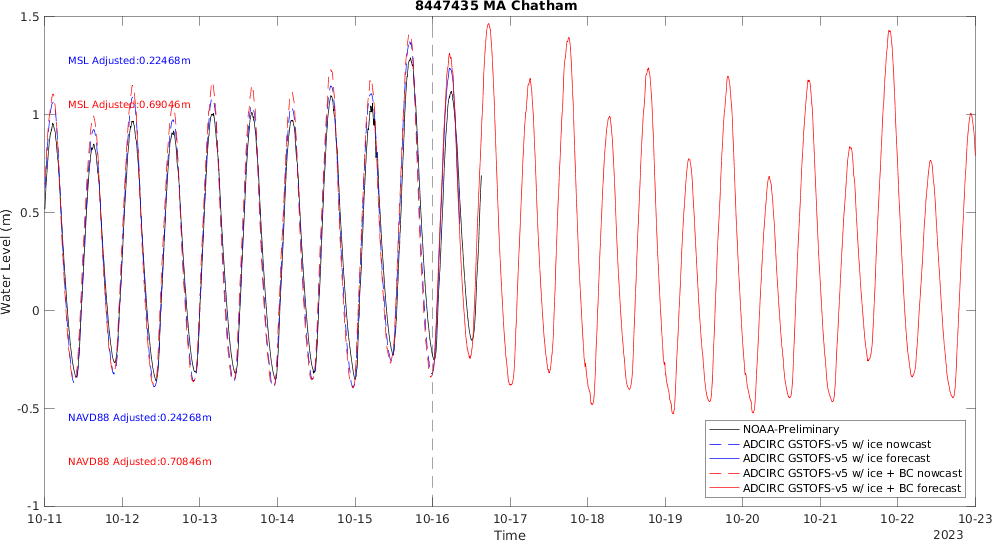 8447435 MA Chatham
1.5
1
0.5
0
-0.5
-1
Water Level (m)
MSL Adjusted:0.22468m
MSL Adjusted:0.69046m
NAVD88 Adjusted:0.24268m
NAVD88 Adjusted:0.70846m
NOAA-Preliminary
ADCIRC GSTOFS-v5 w/ ice nowcast
ADCIRC GSTOFS-v5 w/ ice forecast
ADCIRC GSTOFS-v5 w/ ice + BC nowcast
ADCIRC GSTOFS-v5 w/ ice + BC forecast
10-11 10-12 10-13 10-14 10-15 10-16 10-17 10-18 10-19 10-20 10-21 10-22 10-23
Time
2023